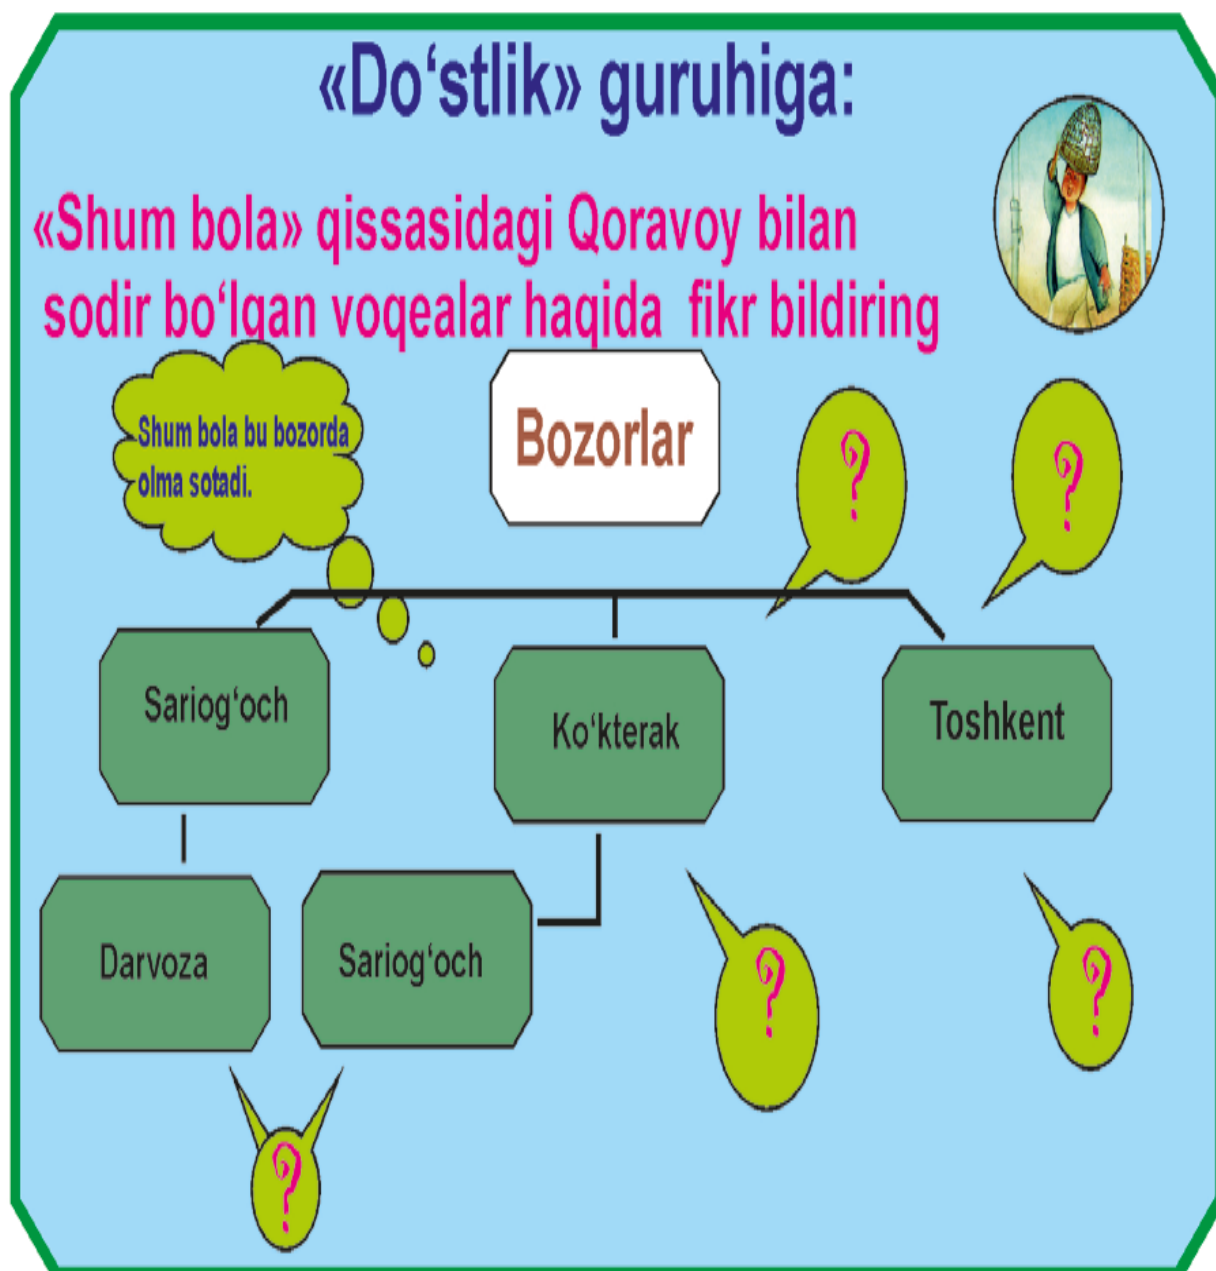 «Do‘stlik» guruhiga:
«Shum bola» qissasidagi Qoravoy bilan
sodir bo‘lgan voqealar haqida fikr bildiring
Shum bola bu bozorda
olma sotadi.
Bozorlar
?
?
Sariog‘och
Ko‘kterak
Toshkent
Darvoza
Sariog‘och
?
?
?